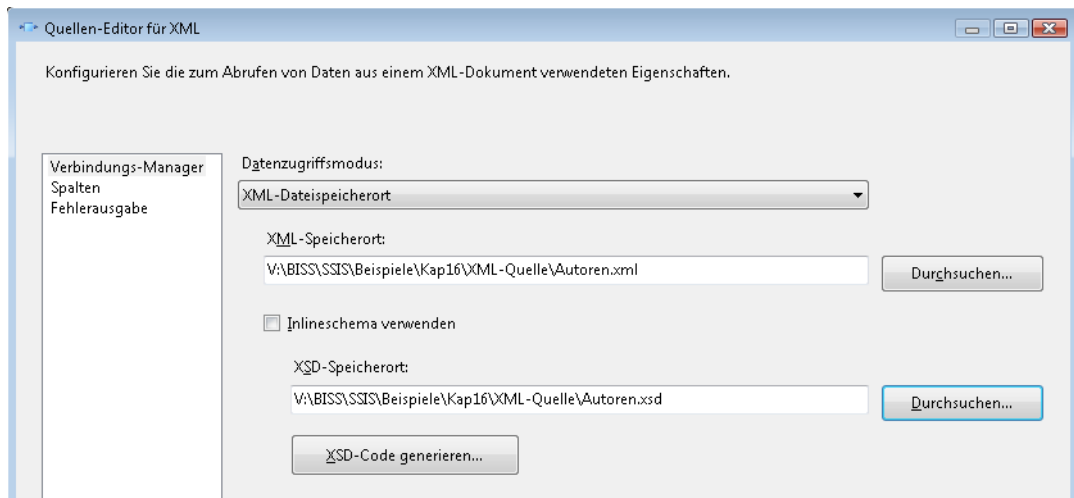 Quellen-Editor für XML
Konfigurieren Sie die zum Abrufen von Daten aus einem XML-Dokument verwendeten Eigenschaften.
Verbindungs-Manager
Spalten
Fehlerausgabe
Datenzugriffsmodus:
XML-Dateispeicherort
XML-Speicherort:
V:\BISS\SSIS\Beispiele\Kap16\XML-Quelle\Autoren.xml
Durchsuchen...
Inlineschema verwenden
XSD-Speicherort:
V:\BISS\SSIS\Beispiele\Kap16\XML-Quelle\Autoren.xsd
Durchsuchen...
XSD-Code generieren...